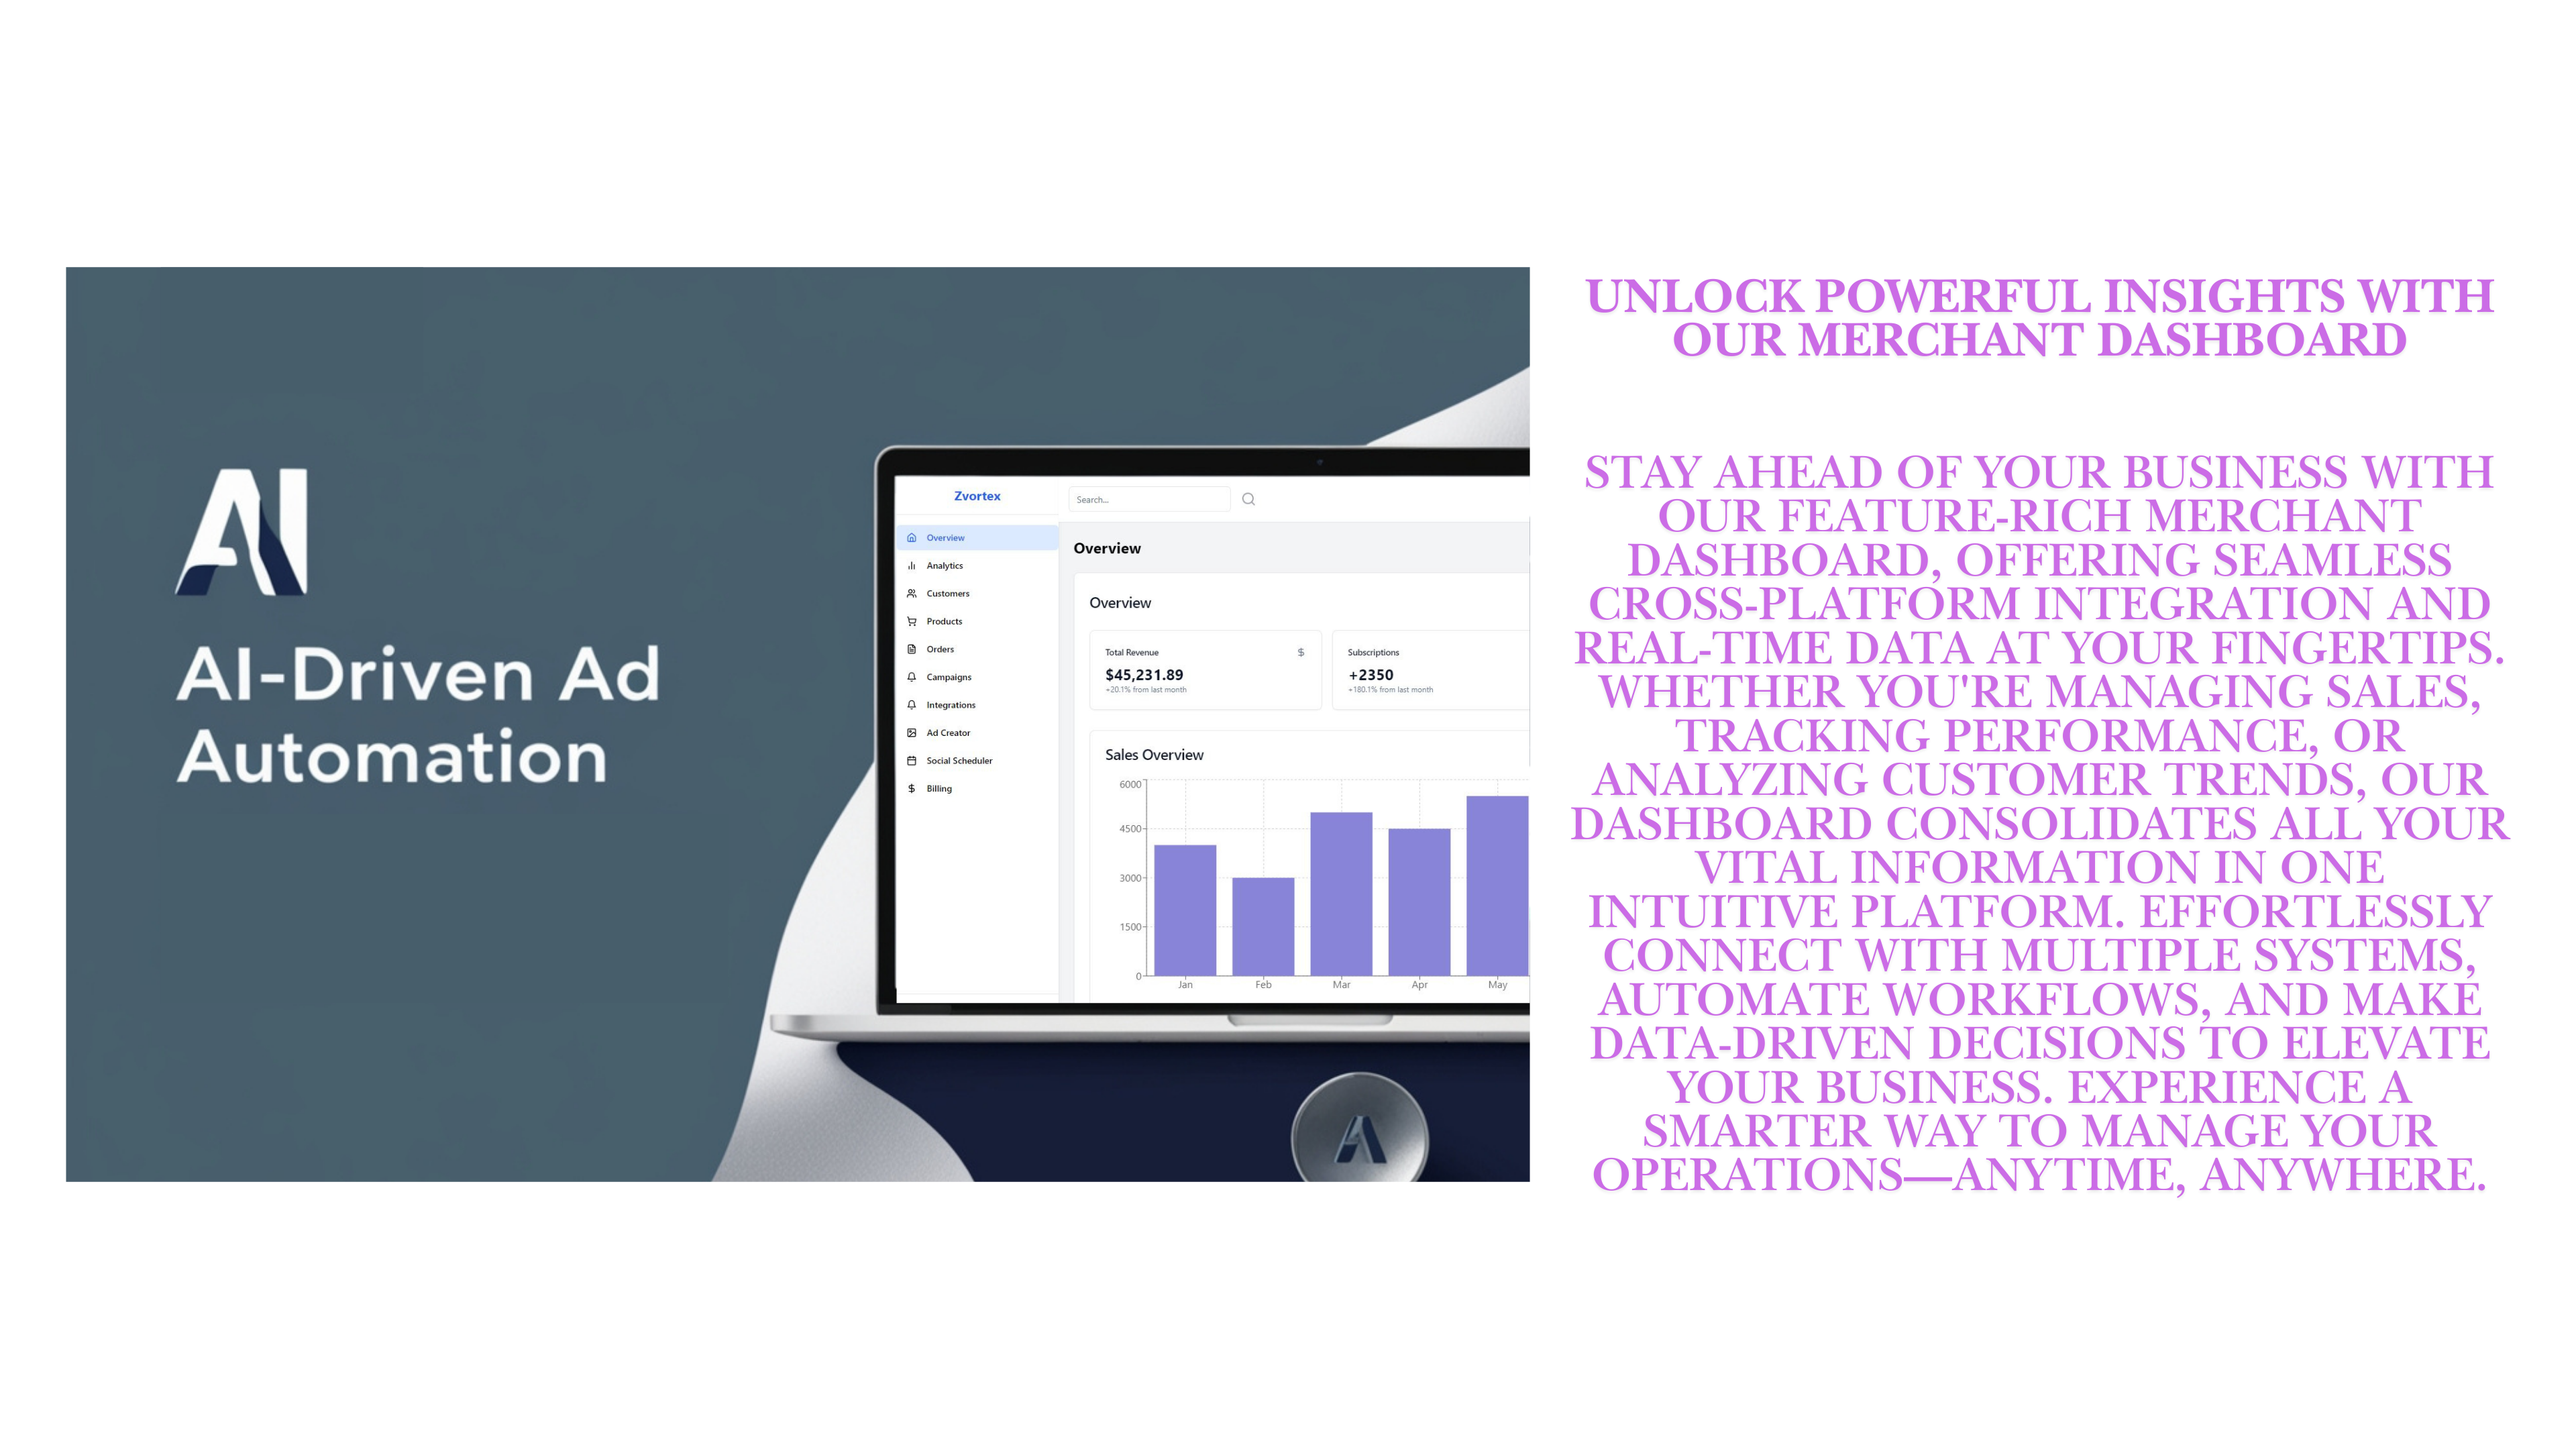 AI
AI-Driven Ad
Automation
Zvortex
Search...
Overview
Analytics
Customers
Products
Orders
Campaigns
Integrations
Ad Creator
Social Scheduler
Billing
Overview
Overview
Total Revenue
$
$45,231.89
+20.1% from last month
Subscriptions
+2350
+180.1% from last month
Sales Overview
6000
4500
3000
1500
0
Jan Feb Mar Apr May
UNLOCK POWERFUL INSIGHTS WITH
OUR MERCHANT DASHBOARD
STAY AHEAD OF YOUR BUSINESS WITH
OUR FEATURE-RICH MERCHANT
DASHBOARD, OFFERING SEAMLESS
CROSS-PLATFORM INTEGRATION AND
REAL-TIME DATA AT YOUR FINGERTIPS.
WHETHER YOU'RE MANAGING SALES,
TRACKING PERFORMANCE, OR
ANALYZING CUSTOMER TRENDS, OUR
DASHBOARD CONSOLIDATES ALL YOUR
VITAL INFORMATION IN ONE
INTUITIVE PLATFORM. EFFORTLESSLY
CONNECT WITH MULTIPLE SYSTEMS,
AUTOMATE WORKFLOWS, AND MAKE
DATA-DRIVEN DECISIONS TO ELEVATE
YOUR BUSINESS. EXPERIENCE A
SMARTER WAY TO MANAGE YOUR
OPERATIONS—ANYTIME, ANYWHERE.